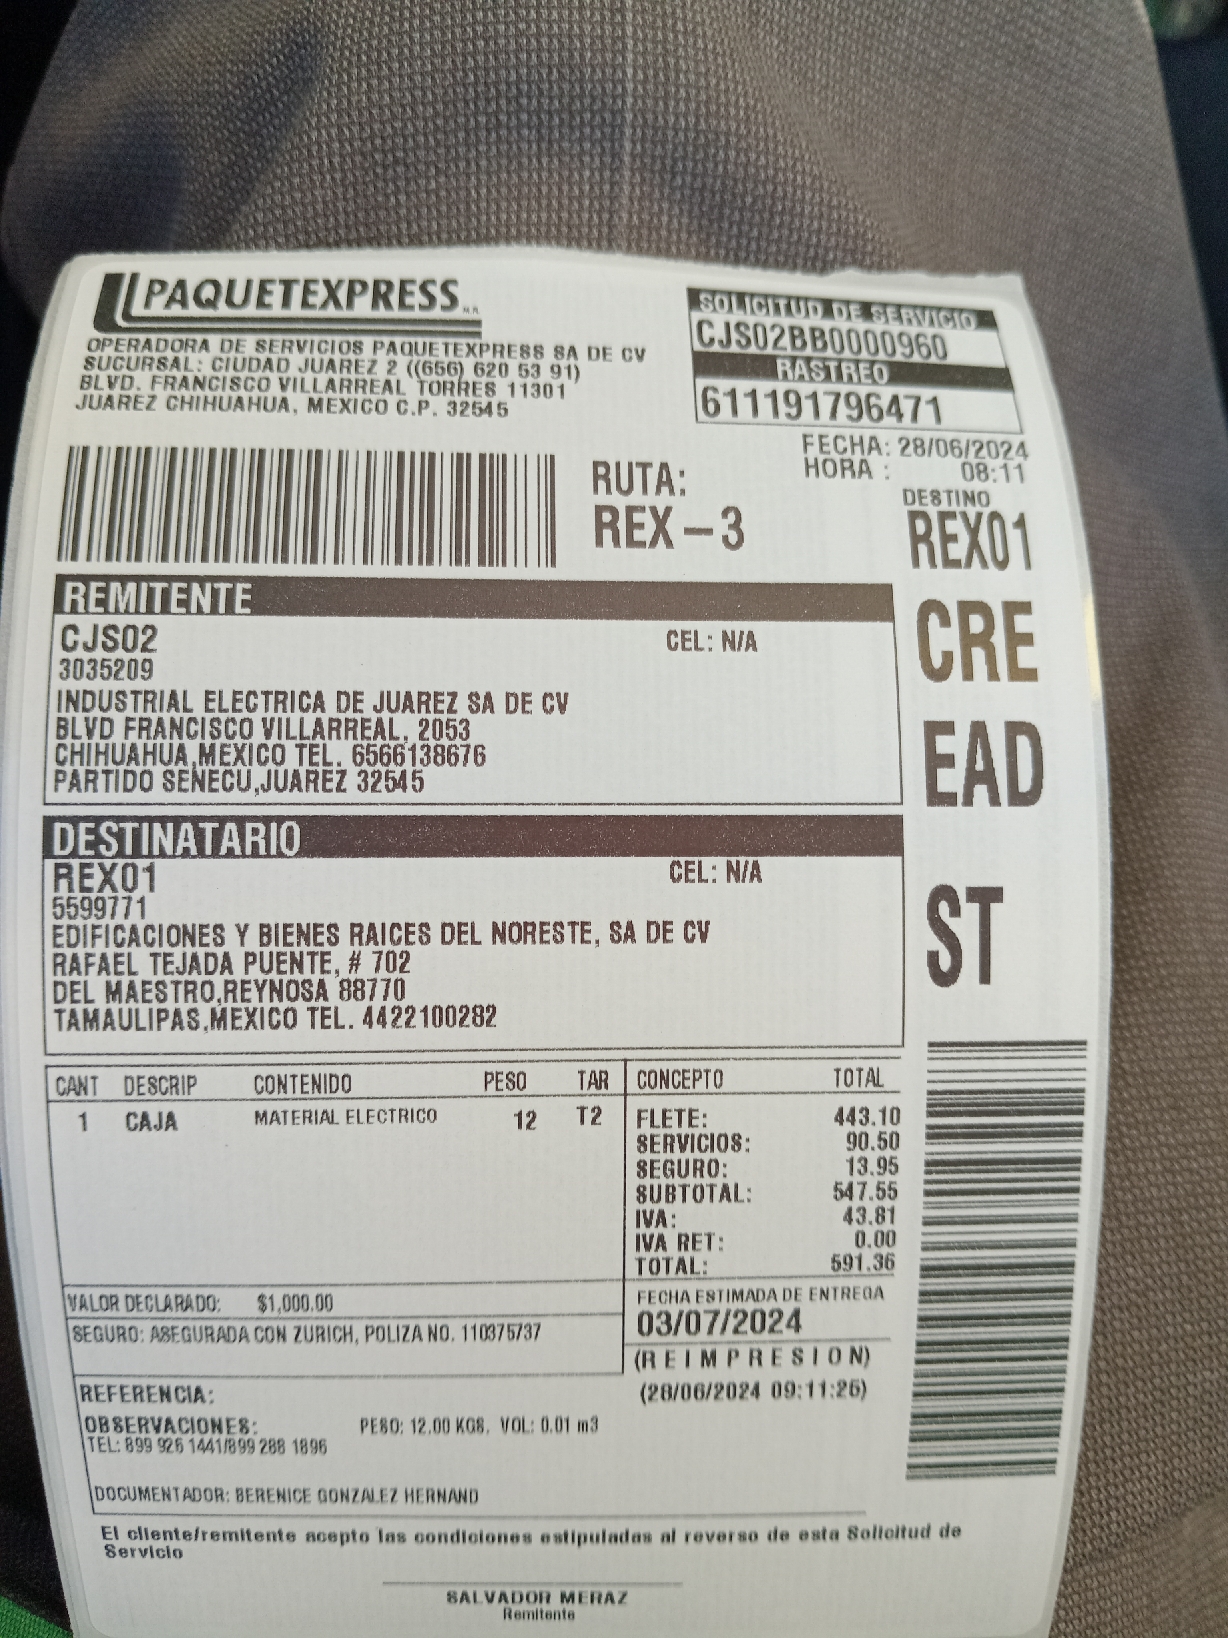 PAQUETEXPRESS M.R.
OPERADORA DE SERVICIOS PAQUETEXPRESS SA DE CV
SUCURSAL: CIUDAD JUAREZ 2 ((656) 620 53 91)
BLVD. FRANCISCO VILLARREAL TORRES 11301
JUAREZ CHIHUAHUA, MEXICO C.P. 32545
SOLICITUD DE SERVICIO
CJS02BB0000960
RASTREO
611191796471
FECHA: 28/06/2024
HORA : 08:11
RUTA:
REX-3
DESTINO
REX01
CRE
EAD
ST
REMITENTE
CJS02 CEL: N/A
3035209
INDUSTRIAL ELECTRICA DE JUAREZ SA DE CV
BLVD FRANCISCO VILLARREAL, 2053
CHIHUAHUA,MEXICO TEL. 6566138676
PARTIDO SENECU,JUAREZ 32545
DESTINATARIO
REX01 CEL: N/A
5599771
EDIFICACIONES Y BIENES RAICES DEL NORESTE, SA DE CV
RAFAEL TEJADA PUENTE, # 702
DEL MAESTRO,REYNOSA 88770
TAMAULIPAS,MEXICO TEL. 4422100282
CANT DESCRIP CONTENIDO PESO TAR
1 CAJA MATERIAL ELECTRICO 12 T2
CONCEPTO TOTAL
FLETE: 443.10
SERVICIOS: 90.50
SEGURO: 13.95
SUBTOTAL: 547.55
IVA: 43.81
IVA RET: 0.00
TOTAL: 591.36
VALOR DECLARADO: $1,000.00
SEGURO: ASEGURADA CON ZURICH, POLIZA NO. 110375737
FECHA ESTIMADA DE ENTREGA
03/07/2024
(REIMPRESION)
(28/06/2024 09:11:26)
REFERENCIA:
OBSERVACIONES: PESO: 12.00 KGS. VOL: 0.01 m3
TEL: 899 926 1441/899 288 1896
DOCUMENTADOR: BERENICE GONZALEZ HERNAND
El cliente/remitente acepto las condiciones estipuladas al reverso de esta Solicitud de
Servicio
SALVADOR MERAZ
Remitente